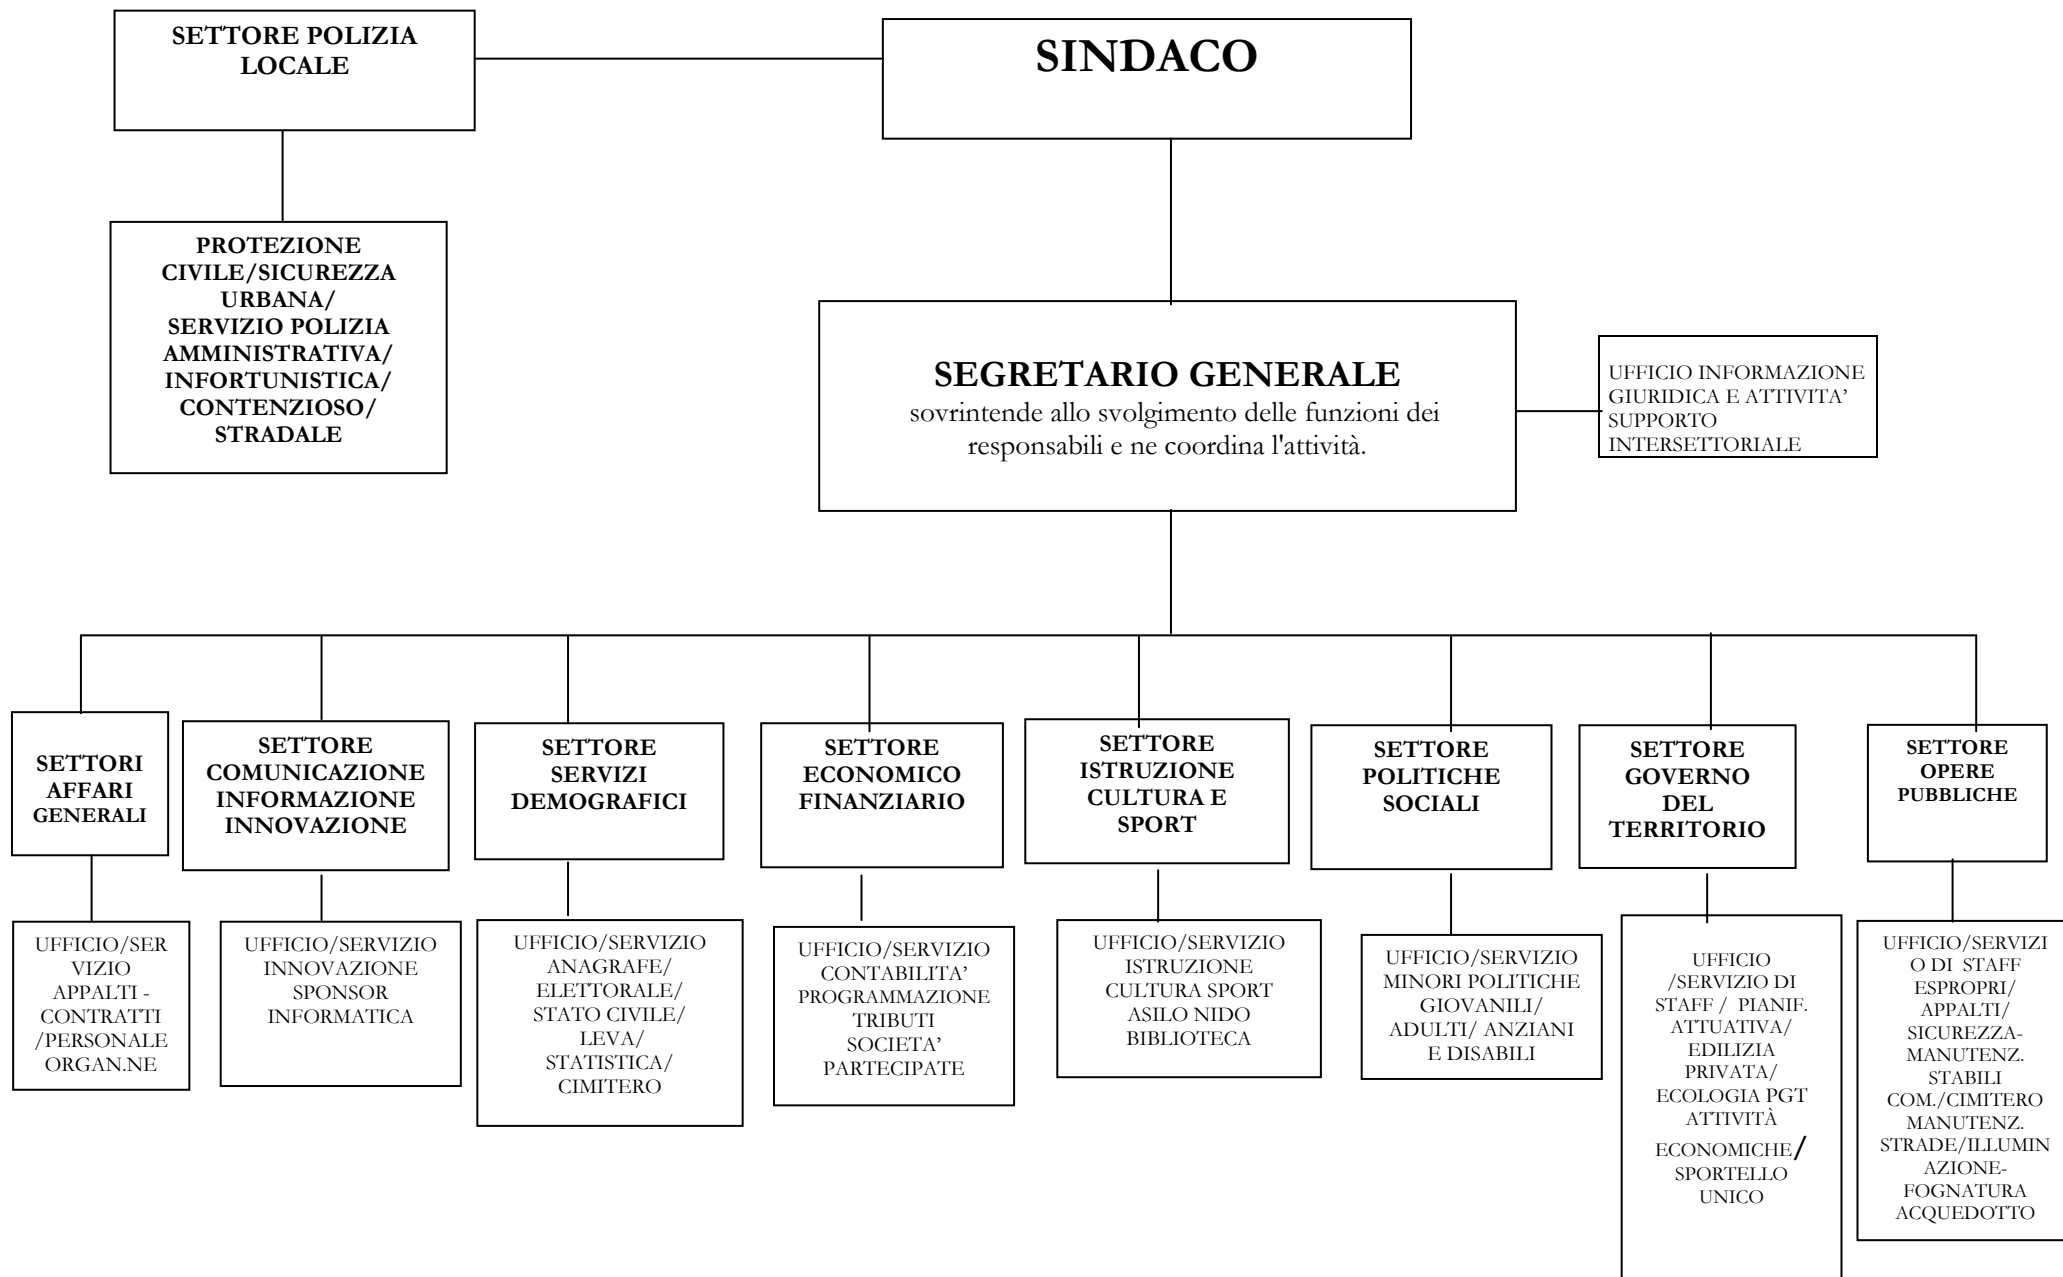 SETTORE POLIZIA
LOCALE
SINDACO
PROTEZIONE
CIVILE/SICUREZZA
URBANA/
SERVIZIO POLIZIA
AMMINISTRATIVA/
INFORTUNISTICA/
CONTENZIOSO/
STRADALE
SEGRETARIO GENERALE
sovrintende allo svolgimento delle funzioni dei
responsabili e ne coordina l'attività.
UFFICIO INFORMAZIONE
GIURIDICA E ATTIVITA'
SUPPORTO
INTERSETTORIALE
SETTORI
AFFARI
GENERALI
SETTORE
COMUNICAZIONE
INFORMAZIONE
INNOVAZIONE
SETTORE
SERVIZI
DEMOGRAFICI
SETTORE
ECONOMICO
FINANZIARIO
SETTORE
ISTRUZIONE
CULTURA E
SPORT
SETTORE
POLITICHE
SOCIALI
SETTORE
GOVERNO
DEL
TERRITORIO
SETTORE
OPERE
PUBBLICHE
UFFICIO/SER
VIZIO
APPALTI -
CONTRATTI
/PERSONALE
ORGAN.NE
UFFICIO/SERVIZIO
INNOVAZIONE
SPONSOR
INFORMATICA
UFFICIO/SERVIZIO
ANAGRAFE/
ELETTORALE/
STATO CIVILE/
LEVA/
STATISTICA/
CIMITERO
UFFICIO/SERVIZIO
CONTABILITA'
PROGRAMMAZIONE
TRIBUTI
SOCIETA'
PARTECIPATE
UFFICIO/SERVIZIO
ISTRUZIONE
CULTURA SPORT
ASILO NIDO
BIBLIOTECA
UFFICIO/SERVIZIO
MINORI POLITICHE
GIOVANILI/
ADULTI/ ANZIANI
E DISABILI
UFFICIO
/SERVIZIO DI
STAFF / PIANIF.
ATTUATIVA/
EDILIZIA
PRIVATA/
ECOLOGIA PGT
ATTIVITÀ
ECONOMICHE/
SPORTELLO
UNICO
UFFICIO/SERVIZI
O DI STAFF
ESPROPRI/
APPALTI/
SICUREZZA-
MANUTENZ.
STABILI
COM./CIMITERO
MANUTENZ.
STRADE/ILLUMIN
AZIONE-
FOGNATURA
ACQUEDOTTO